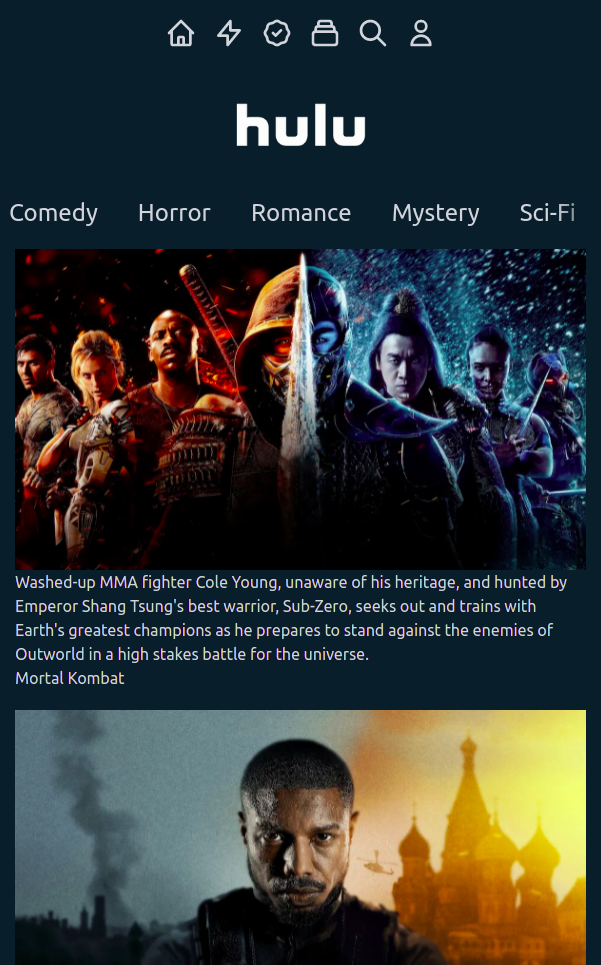 hulu
Comedy Horror Romance Mystery Sci-Fi
Washed-up MMA fighter Cole Young, unaware of his heritage, and hunted by
Emperor Shang Tsung's best warrior, Sub-Zero, seeks out and trains with
Earth's greatest champions as he prepares to stand against the enemies of
Outworld in a high stakes battle for the universe.
Mortal Kombat